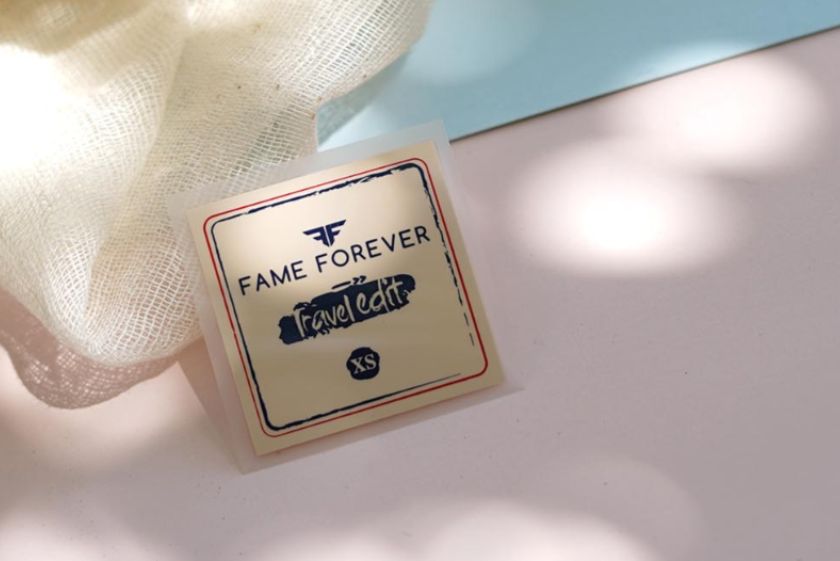 FF
FAME FOREVER
Travel edit
XS